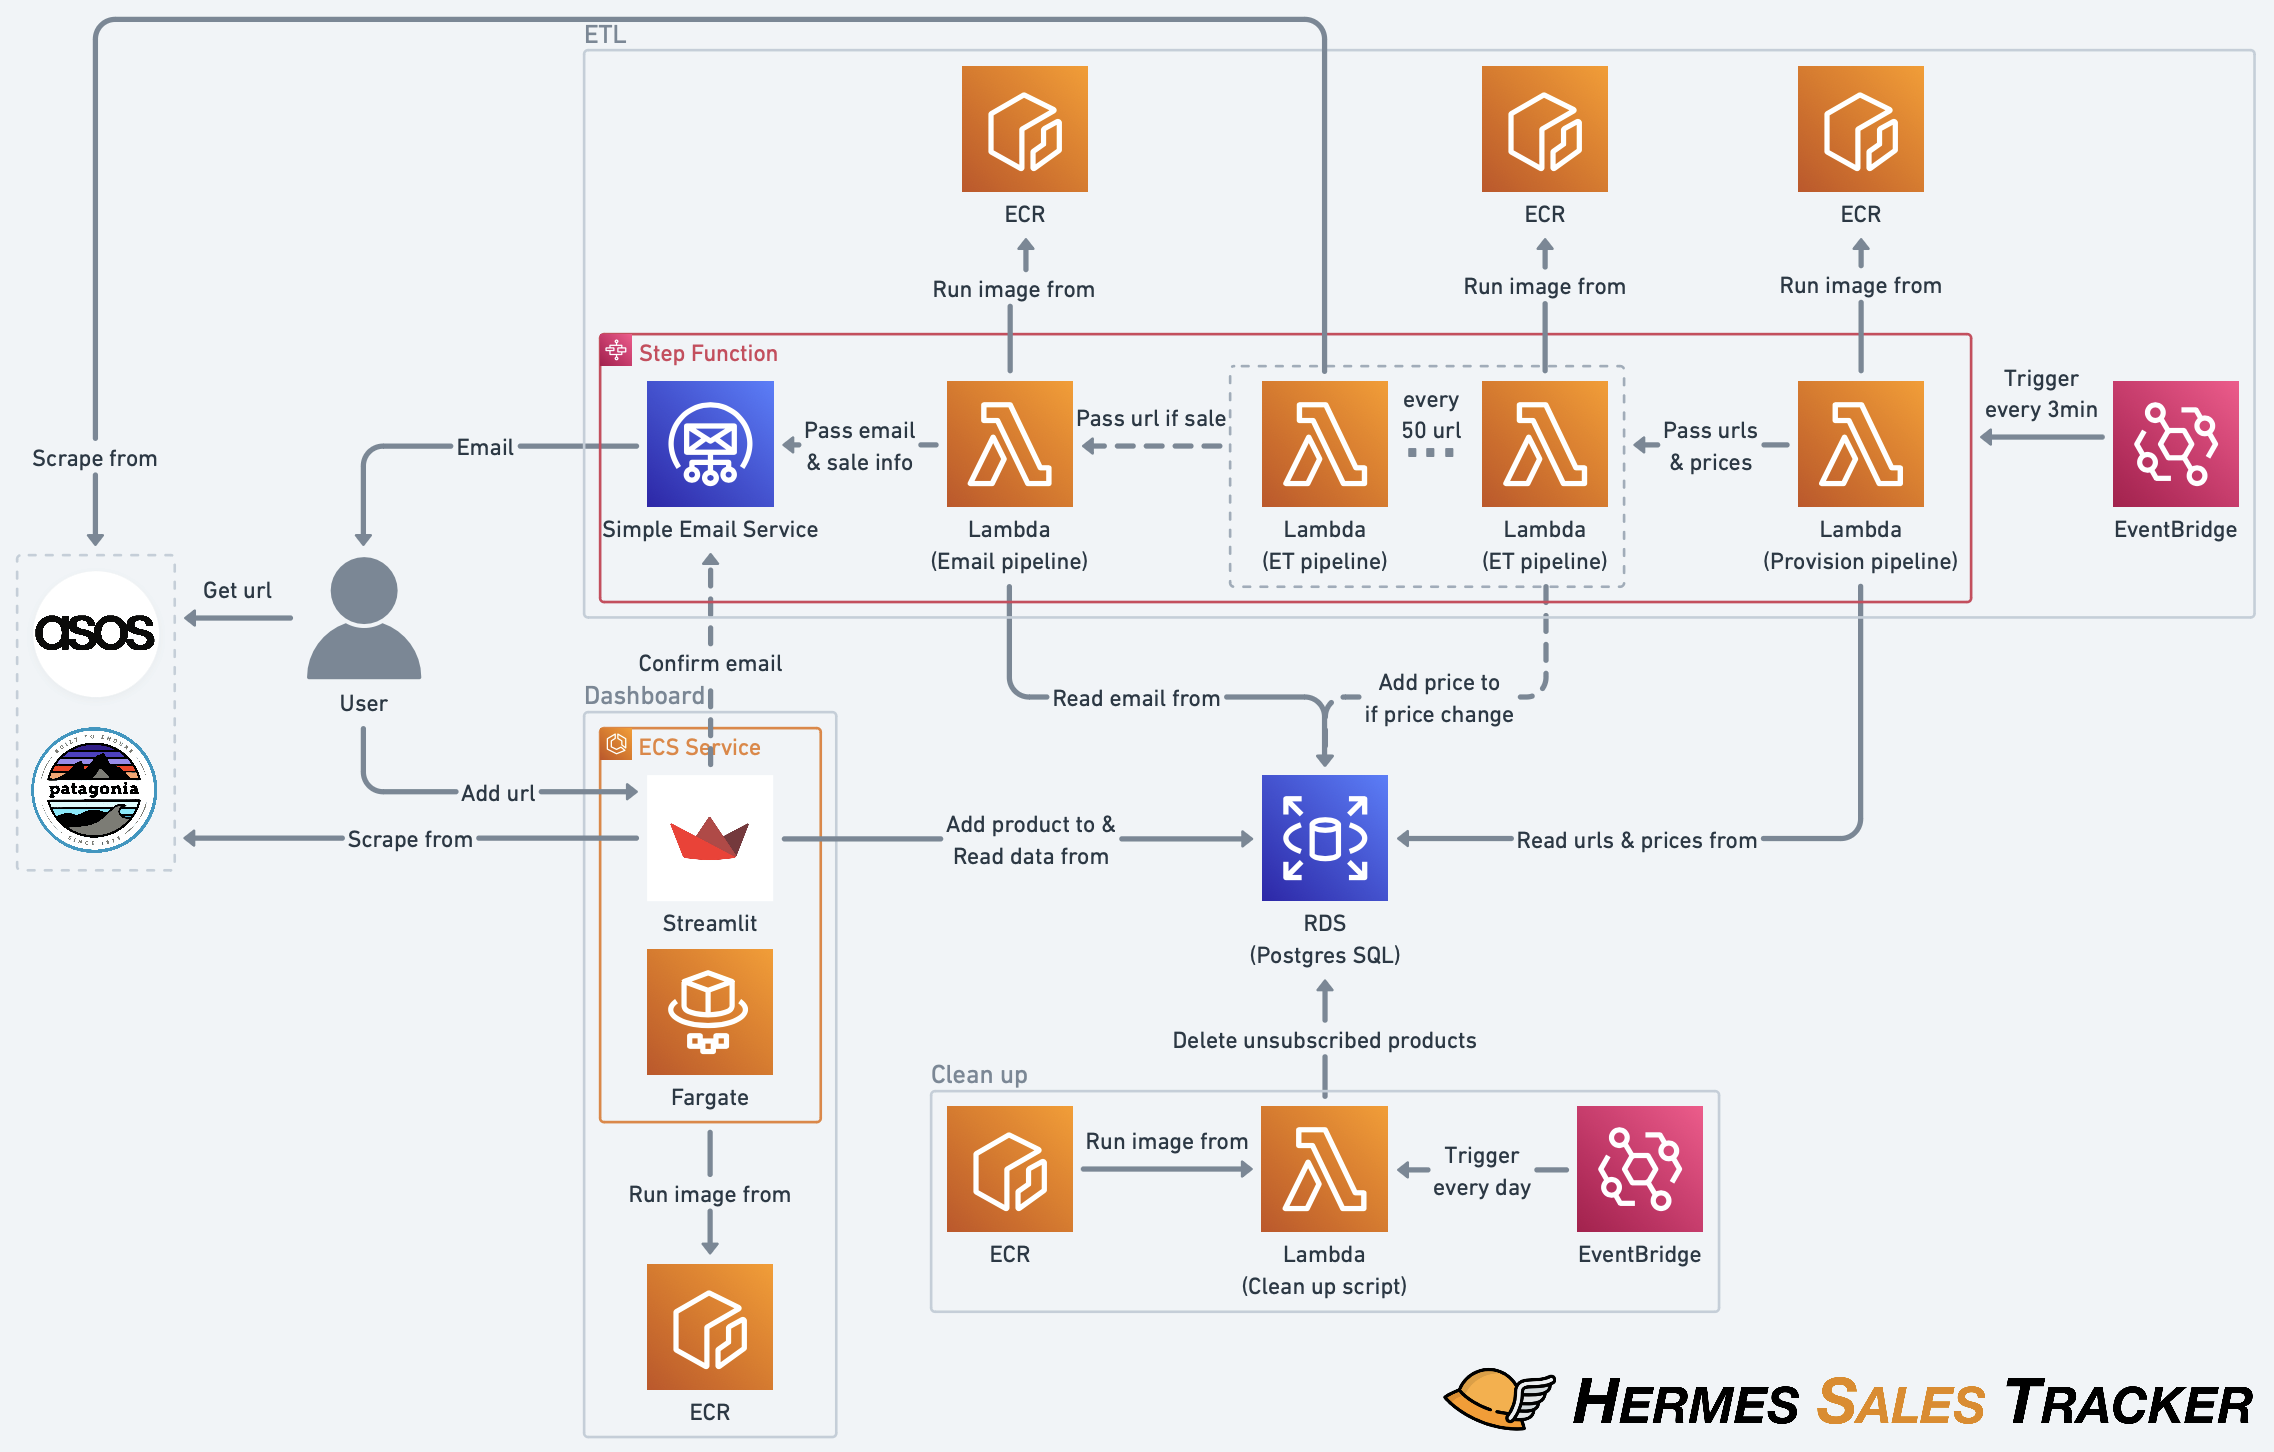 ETL
ECR
ECR
ECR
Run image from
Run image from
Run image from
Step Function
Trigger
every 3min
Pass email
& sale info
Pass url if sale
every
50 url
Pass urls
& prices
Email
Scrape from
Simple Email Service
Lambda
(Email pipeline)
Lambda
(ET pipeline)
Lambda
(ET pipeline)
Lambda
(Provision pipeline)
EventBridge
Get url
asos
User
Confirm email
Dashboard
Read email from
Add price to
if price change
ECS Service
BUILT TO ENDURE
patagonia
SINCE 1973
Add url
Scrape from
Add product to &
Read data from
Read urls & prices from
Streamlit
RDS
(Postgres SQL)
Fargate
Delete unsubscribed products
Clean up
Run image from
Trigger
every day
Run image from
ECR
Lambda
(Clean up script)
EventBridge
ECR
HERMES SALES TRACKER